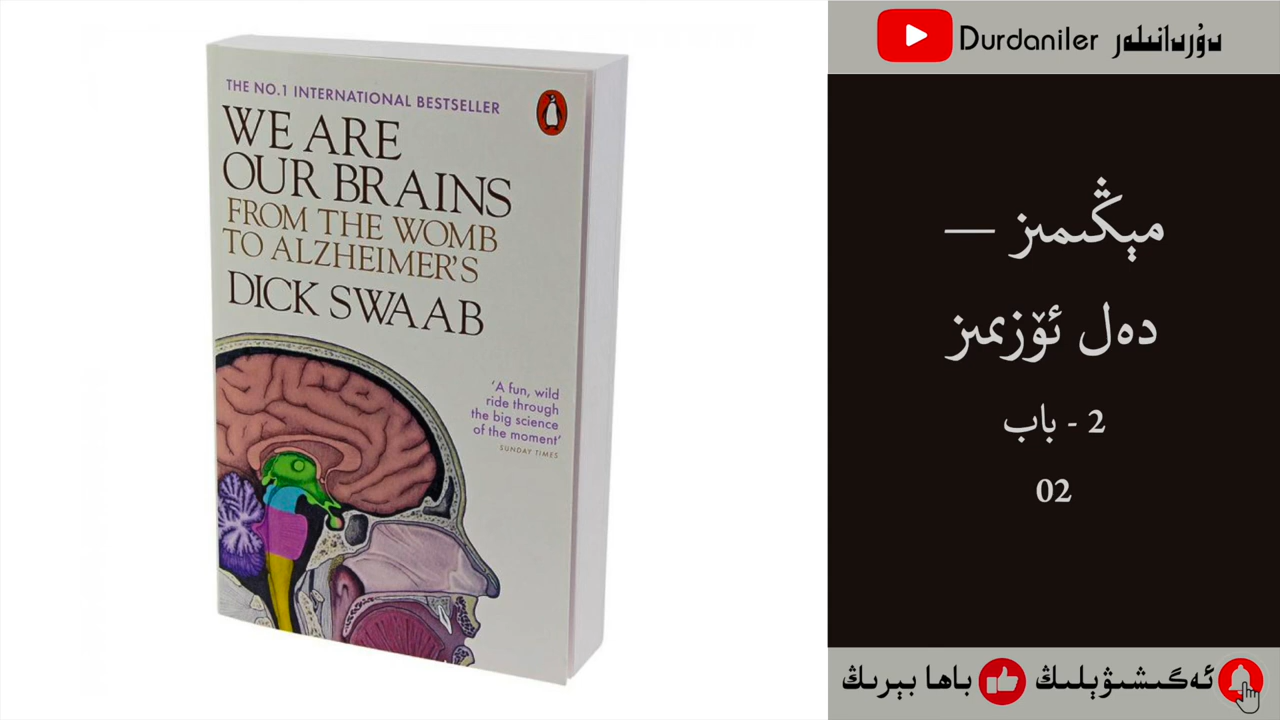 THE NO.1 INTERNATIONAL BESTSELLER
WE ARE
OUR BRAINS
FROM THE WOMB
TO ALZHEIMER'S
DICK SWAAB
'A fun, wild
ride through
the big science
of the moment'
SUNDAY TIMES
Durdaniler دۇردانىلەر
مېڭىمىز —
دەل ئۆزىمىز
2 - باب
02
ئەگىشىۋېلىڭ باھا بېرىڭ